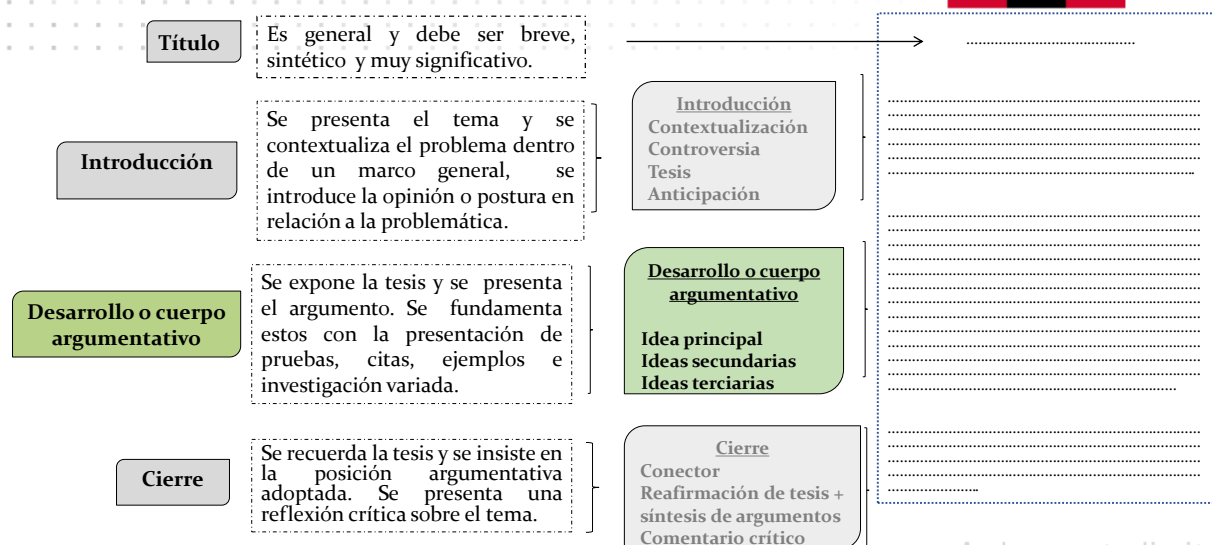 Título
Es general y debe ser breve,
sintético y muy significativo.
Introducción
Se presenta el tema y se
contextualiza el problema dentro
de un marco general, se
introduce la opinión o postura en
relación a la problemática.
Introducción
Contextualización
Controversia
Tesis
Anticipación
Desarrollo o cuerpo
argumentativo
Se expone la tesis y se presenta
el argumento. Se fundamenta
estos con la presentación de
pruebas, citas, ejemplos e
investigación variada.
Desarrollo o cuerpo
argumentativo
Idea principal
Ideas secundarias
Ideas terciarias
Cierre
Se recuerda la tesis y se insiste en
la posición argumentativa
adoptada. Se presenta una
reflexión crítica sobre el tema.
Cierre
Conector
Reafirmación de tesis +
síntesis de argumentos
Comentario crítico